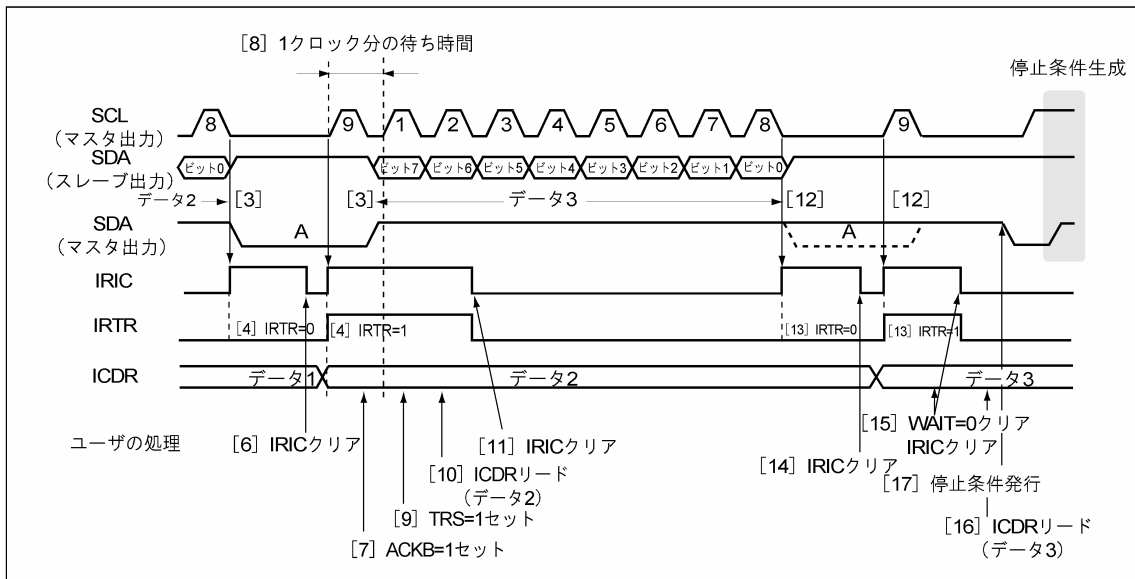 [8] 1クロック分の待ち時間
停止条件生成
SCL
(マスタ出力)
8
9
1
2
3
4
5
6
7
8
9
SDA
(スレーブ出力)
ビット0
ビット7
ビット6
ビット5
ビット4
ビット3
ビット2
ビット1
ビット0
データ2
[3]
[3]
データ3
[12]
[12]
SDA
(マスタ出力)
A
A
IRIC
IRTR
[4] IRTR=0
[4] IRTR=1
[13] IRTR=0
[13] IRTR=1
ICDR
データ1
データ2
データ3
ユーザの処理
[6] IRICクリア
[11] IRICクリア
[15] WAIT=0クリア
IRICクリア
[10] ICDRリード
(データ2)
[14] IRICクリア
[17] 停止条件発行
[9] TRS=1セット
[16] ICDRリード
(データ3)
[7] ACKB=1セット